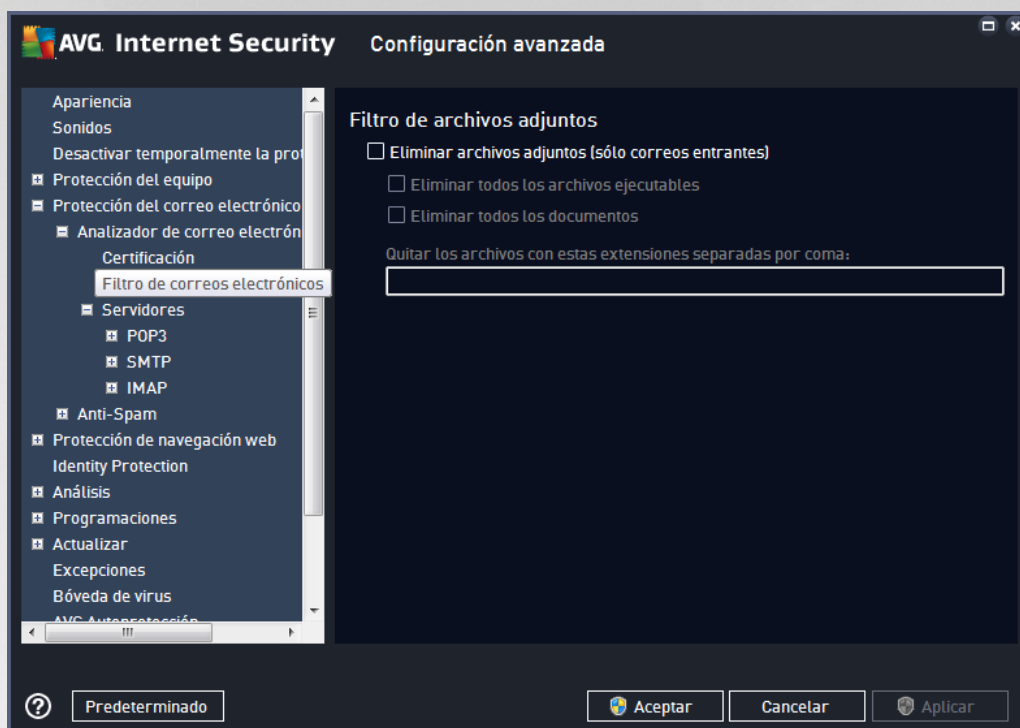 AVG. Internet Security
Configuración avanzada
Apariencia
Sonidos
Desactivar temporalmente la prot
Protección del equipo
Protección del correo electrónico
Analizador de correo electrón
Certificación
Filtro de correos electrónicos
Servidores
POP3
SMTP
IMAP
Anti-Spam
Protección de navegación web
Identity Protection
Análisis
Programaciones
Actualizar
Excepciones
Bóveda de virus
AVG Autoprotección
Filtro de archivos adjuntos
Eliminar archivos adjuntos (sólo correos entrantes)
Eliminar todos los archivos ejecutables
Eliminar todos los documentos
Quitar los archivos con estas extensiones separadas por coma:
Predeterminado
Aceptar
Cancelar
Aplicar